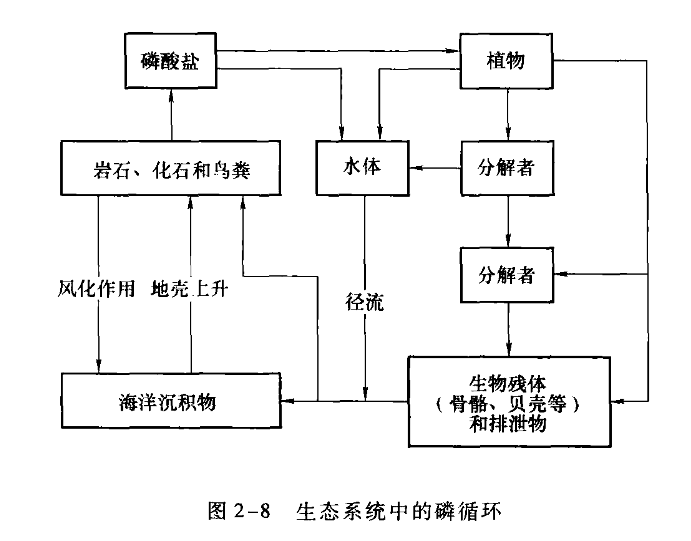 磷酸盐
植物
岩石、化石和鸟粪
水体
分解者
分解者
风化作用
地壳上升
径流
海洋沉积物
生物残体
(骨骼、贝壳等)
和排泄物
图2-8 生态系统中的磷循环